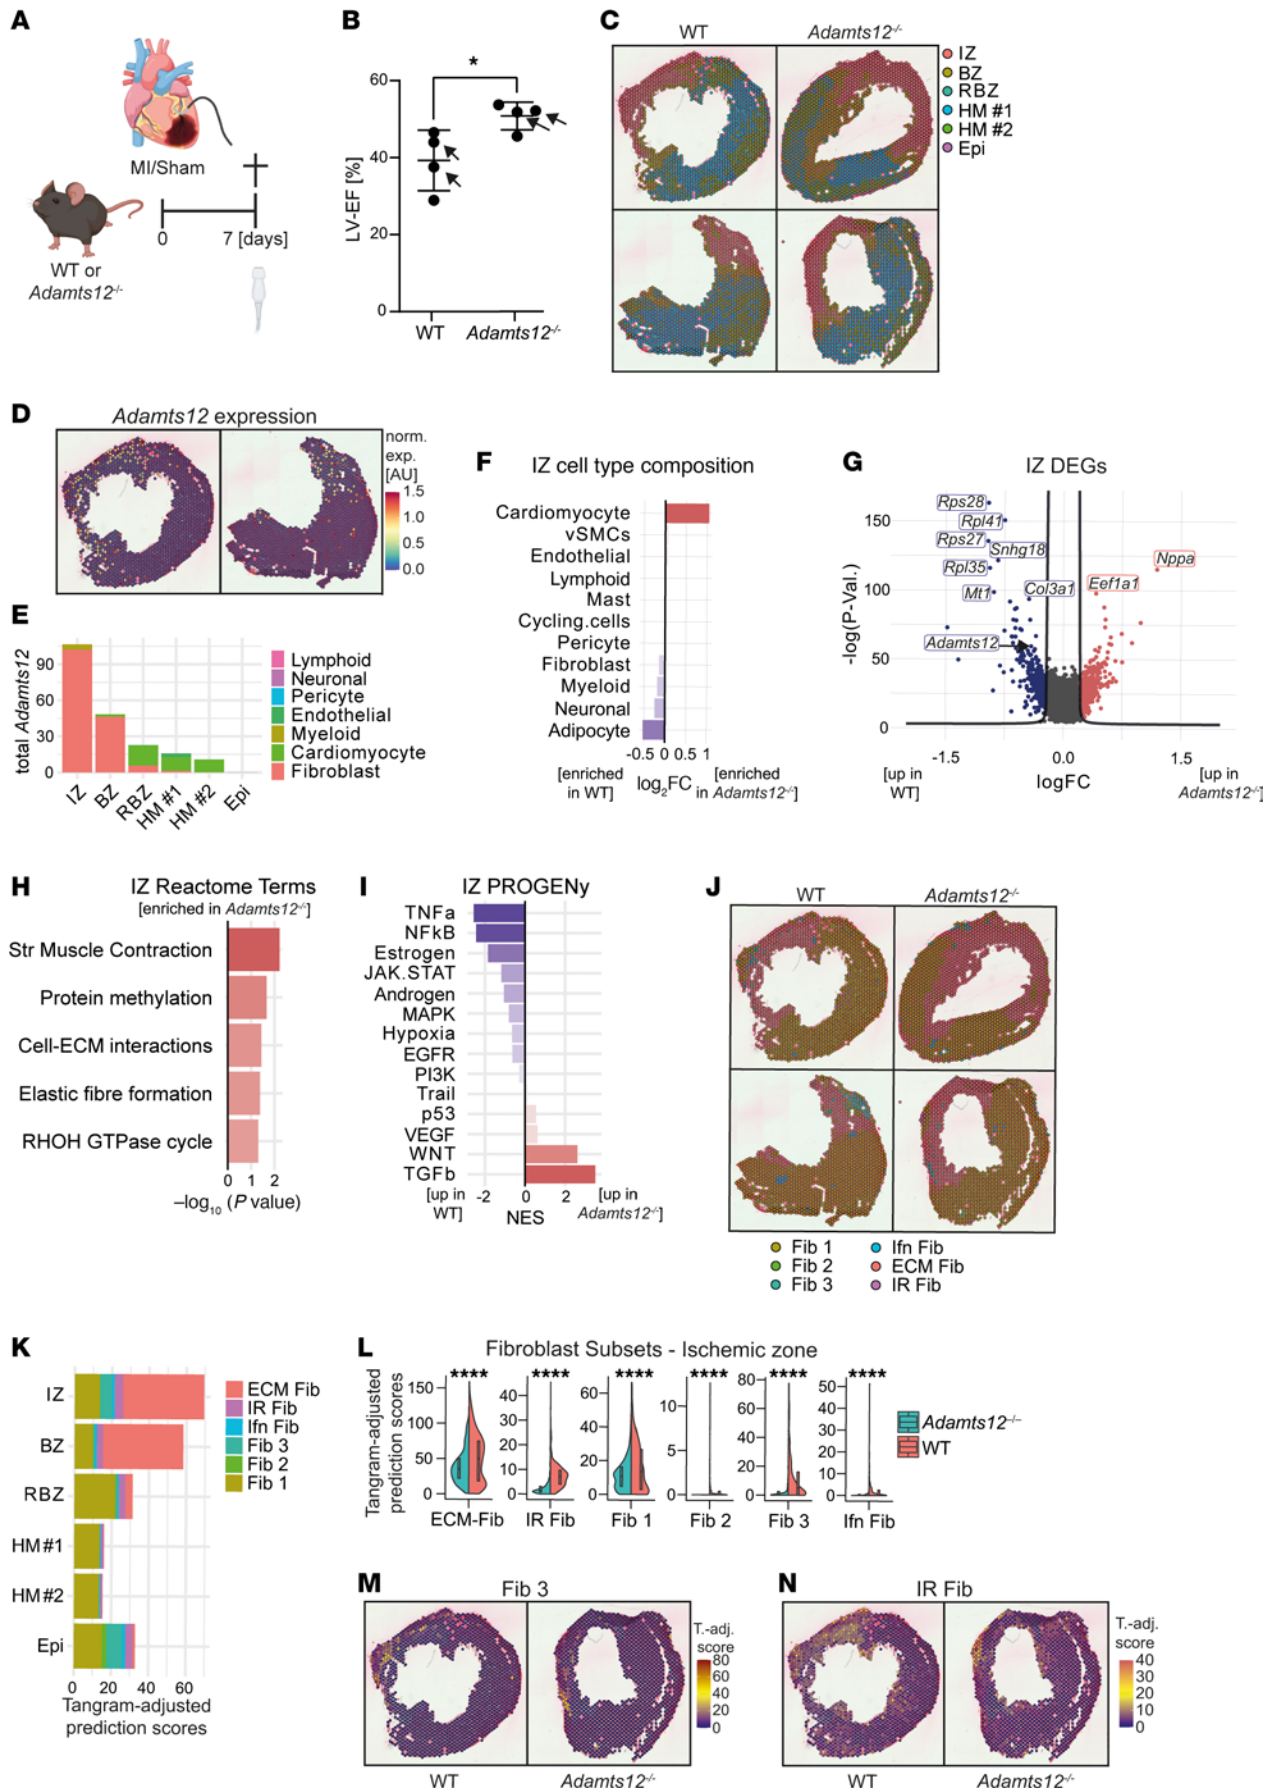 A
MI/Sham
0
7 [days]
WT or
Adamts12-/-
B
*
60
40
20
0
LV-EF [%]
WT
Adamts12-/-
C
WT
Adamts12-/-
IZ
BZ
RBZ
HM #1
HM #2
Epi
D
Adamts12 expression
norm.
exp.
[AU]
1.5
1.0
0.5
0.0
E
total Adamts12
90
60
30
0
IZ
BZ
RBZ
HM #1
HM #2
Epi
Lymphoid
Neuronal
Pericyte
Endothelial
Myeloid
Cardiomyocyte
Fibroblast
F
IZ cell type composition
Cardiomyocyte
vSMCs
Endothelial
Lymphoid
Mast
Cycling.cells
Pericyte
Fibroblast
Myeloid
Neuronal
Adipocyte
-0.5 0 0.5 1
[enriched
in WT]
log2FC
[enriched
in Adamts12-/-]
G
IZ DEGs
-log(P-Val.)
150
100
50
0
Rps28
Rpl41
Rps27
Snhg18
Rpl35
Mt1
Col3a1
Adamts12
Nppa
Eef1a1
-1.5
0.0
1.5
[up in
WT]
logFC
[up in
Adamts12-/-]
H
IZ Reactome Terms
[enriched in Adamts12-/-]
Str Muscle Contraction
Protein methylation
Cell-ECM interactions
Elastic fibre formation
RHOH GTPase cycle
0 1 2
–log10 (P value)
I
IZ PROGENy
TNFa
NFkB
Estrogen
JAK.STAT
Androgen
MAPK
Hypoxia
EGFR
PI3K
Trail
p53
VEGF
WNT
TGFb
-2 0 2
[up in
WT]
NES
[up in
Adamts12-/-]
J
WT
Adamts12-/-
Fib 1
Fib 2
Fib 3
Ifn Fib
ECM Fib
IR Fib
K
IZ
BZ
RBZ
HM #1
HM #2
Epi
0 20 40 60
Tangram-adjusted
prediction scores
ECM Fib
IR Fib
Ifn Fib
Fib 3
Fib 2
Fib 1
L
Fibroblast Subsets - Ischemic zone
Tangram-adjusted
prediction scores
**** **** **** **** **** ****
150
100
50
0
ECM-Fib
40
30
20
10
0
IR Fib
60
40
20
0
Fib 1
10
5
0
Fib 2
80
60
40
20
0
Fib 3
50
40
30
20
10
0
Ifn Fib
Adamts12-/-
WT
M
Fib 3
T.-adj.
score
80
60
40
20
0
WT
Adamts12-/-
N
IR Fib
T.-adj.
score
40
30
20
10
0
WT
Adamts12-/-